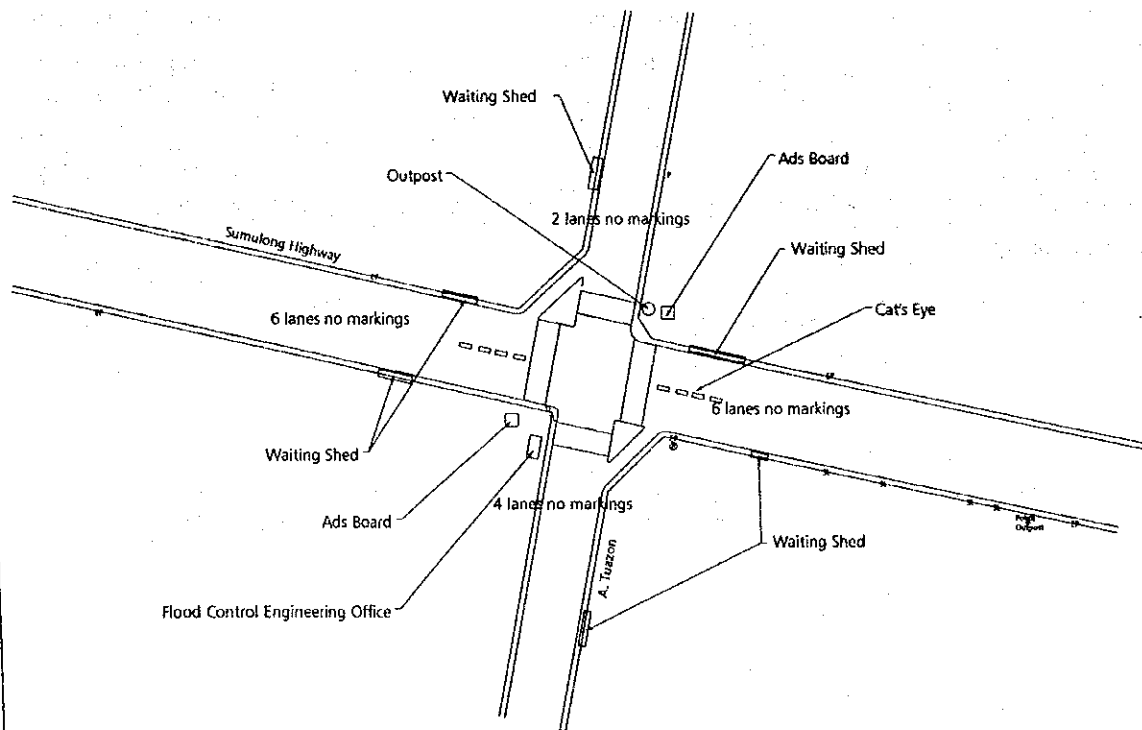 Waiting Shed
Outpost
Ads Board
2 lanes no markings
Sumulong Highway
Waiting Shed
6 lanes no markings
Cat's Eye
6 lanes no markings
Waiting Shed
Ads Board
4 lanes no markings
Waiting Shed
A. Tuazon
Flood Control Engineering Office
Outpost